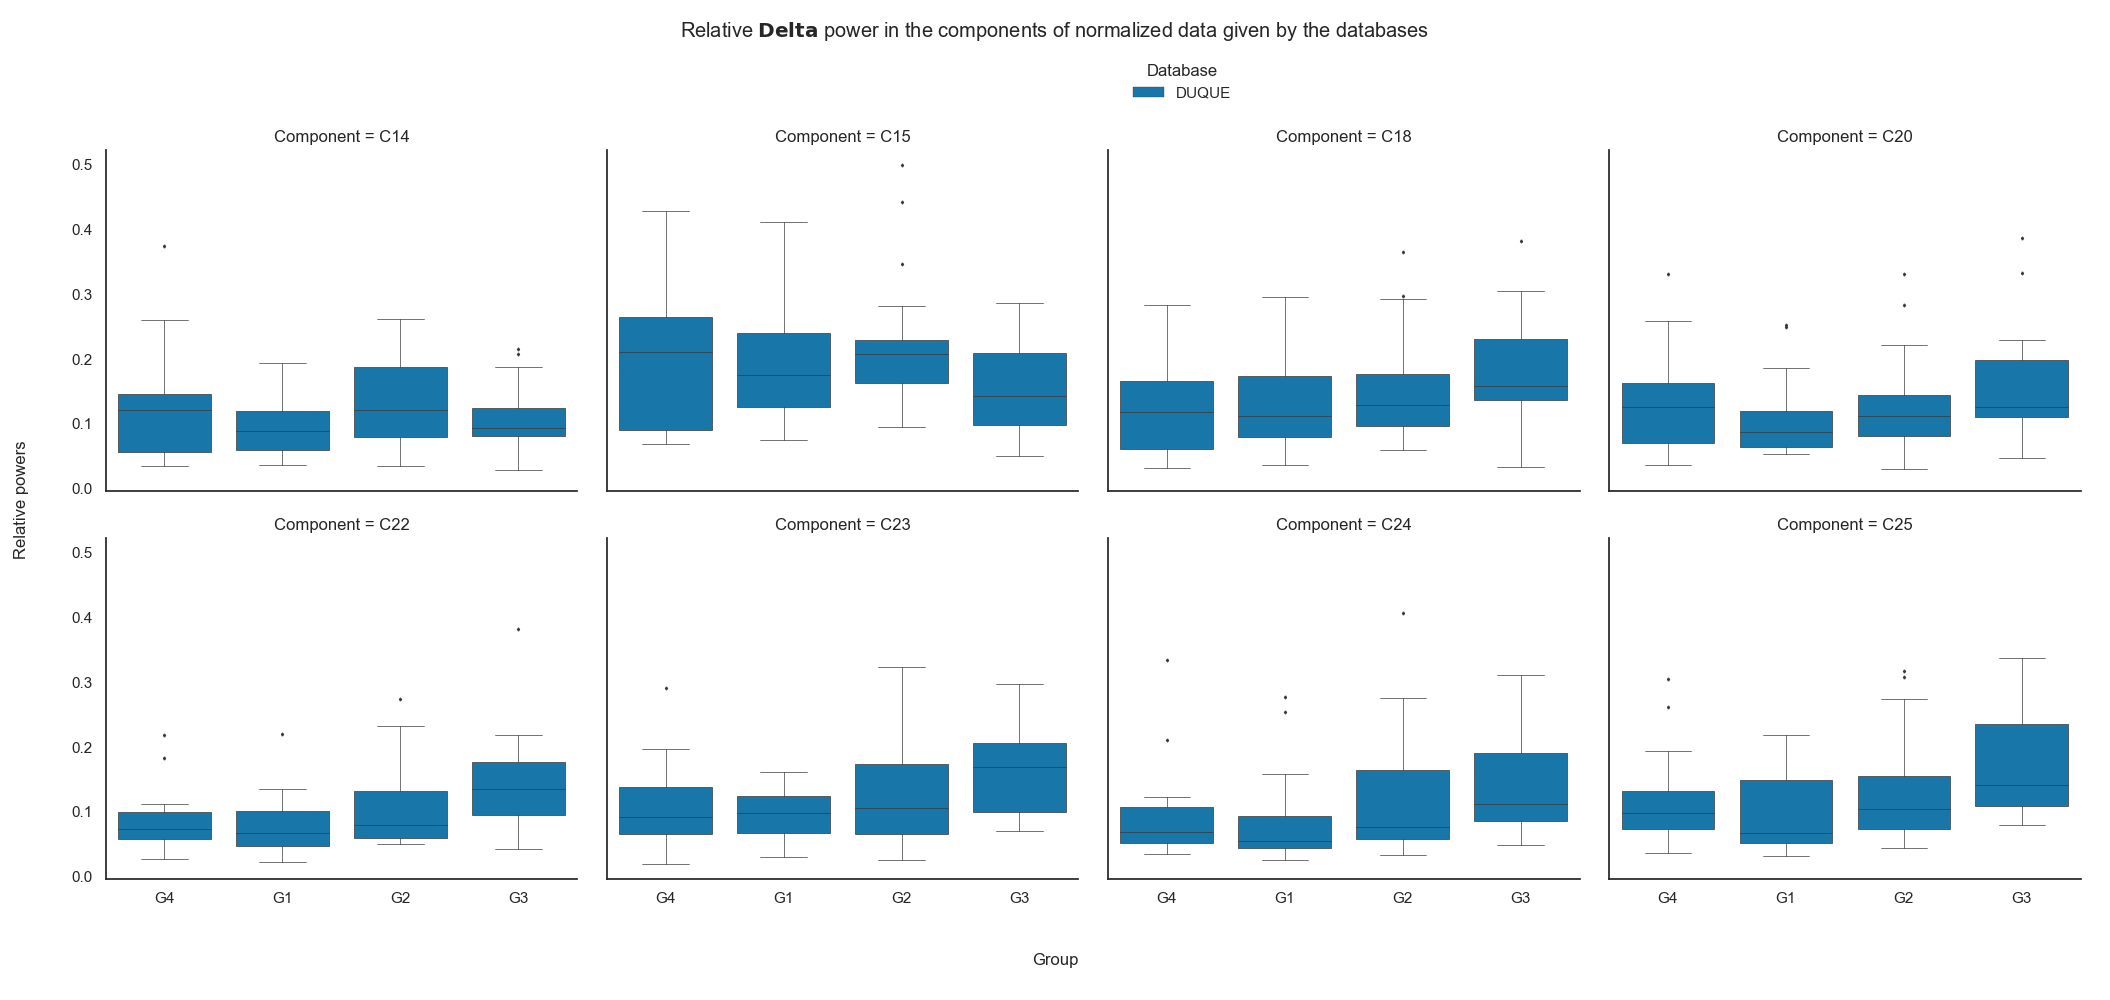 Relative Delta power in the components of normalized data given by the databases
Database
DUQUE
Component = C14
Component = C15
Component = C18
Component = C20
0.5
0.4
0.3
0.2
0.1
0.0
Component = C22
Component = C23
Component = C24
Component = C25
0.5
0.4
0.3
0.2
0.1
0.0
Relative powers
G4 G1 G2 G3
G4 G1 G2 G3
G4 G1 G2 G3
G4 G1 G2 G3
Group